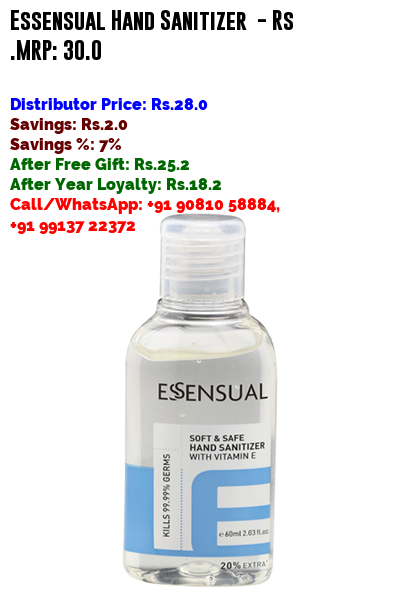 Essensual Hand Sanitizer - Rs
.MRP: 30.0
Distributor Price: Rs.28.0
Savings: Rs.2.0
Savings %: 7%
After Free Gift: Rs.25.2
After Year Loyalty: Rs.18.2
Call/WhatsApp: +91 90810 58884,
+91 99137 22372
ESSENSUAL
SOFT & SAFE
HAND SANITIZER
WITH VITAMIN E
KILLS 99.99% GERMS
e 60ml 2.03 fl.oz.
20% EXTRA*